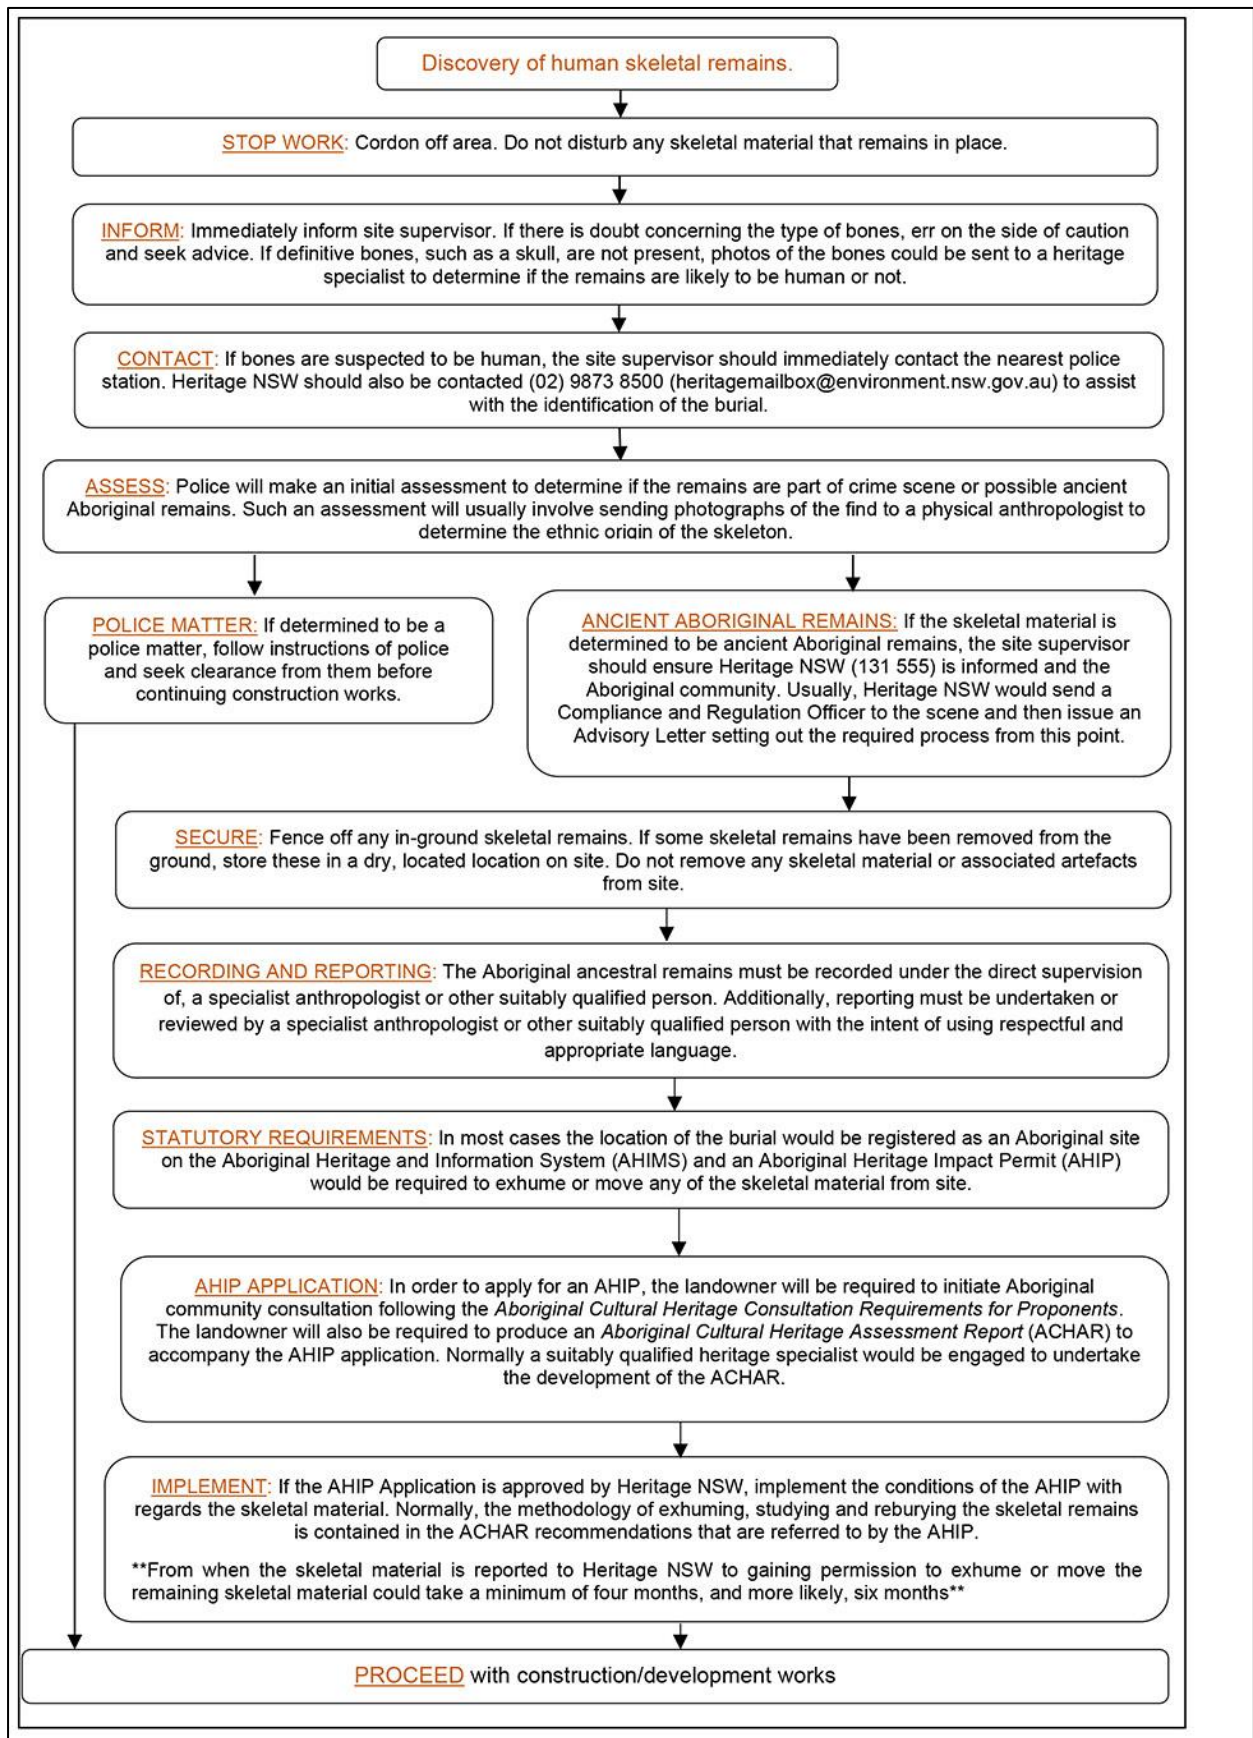 Discovery of human skeletal remains.
STOP WORK: Cordon off area. Do not disturb any skeletal material that remains in place.
INFORM: Immediately inform site supervisor. If there is doubt concerning the type of bones, err on the side of caution
and seek advice. If definitive bones, such as a skull, are not present, photos of the bones could be sent to a heritage
specialist to determine if the remains are likely to be human or not.
CONTACT: If bones are suspected to be human, the site supervisor should immediately contact the nearest police
station. Heritage NSW should also be contacted (02) 9873 8500 (heritagemailbox@environment.nsw.gov.au) to assist
with the identification of the burial.
ASSESS: Police will make an initial assessment to determine if the remains are part of crime scene or possible ancient
Aboriginal remains. Such an assessment will usually involve sending photographs of the find to a physical anthropologist to
determine the ethnic origin of the skeleton.
POLICE MATTER: If determined to be a
police matter, follow instructions of police
and seek clearance from them before
continuing construction works.
ANCIENT ABORIGINAL REMAINS: If the skeletal material is
determined to be ancient Aboriginal remains, the site supervisor
should ensure Heritage NSW (131 555) is informed and the
Aboriginal community. Usually, Heritage NSW would send a
Compliance and Regulation Officer to the scene and then issue an
Advisory Letter setting out the required process from this point.
SECURE: Fence off any in-ground skeletal remains. If some skeletal remains have been removed from the
ground, store these in a dry, located location on site. Do not remove any skeletal material or associated artefacts
from site.
RECORDING AND REPORTING: The Aboriginal ancestral remains must be recorded under the direct supervision
of, a specialist anthropologist or other suitably qualified person. Additionally, reporting must be undertaken or
reviewed by a specialist anthropologist or other suitably qualified person with the intent of using respectful and
appropriate language.
STATUTORY REQUIREMENTS: In most cases the location of the burial would be registered as an Aboriginal site
on the Aboriginal Heritage and Information System (AHIMS) and an Aboriginal Heritage Impact Permit (AHIP)
would be required to exhume or move any of the skeletal material from site.
AHIP APPLICATION: In order to apply for an AHIP, the landowner will be required to initiate Aboriginal
community consultation following the Aboriginal Cultural Heritage Consultation Requirements for Proponents.
The landowner will also be required to produce an Aboriginal Cultural Heritage Assessment Report (ACHAR) to
accompany the AHIP application. Normally a suitably qualified heritage specialist would be engaged to undertake
the development of the ACHAR.
IMPLEMENT: If the AHIP Application is approved by Heritage NSW, implement the conditions of the AHIP with
regards the skeletal material. Normally, the methodology of exhuming, studying and reburying the skeletal remains
is contained in the ACHAR recommendations that are referred to by the AHIP.
**From when the skeletal material is reported to Heritage NSW to gaining permission to exhume or move the
remaining skeletal material could take a minimum of four months, and more likely, six months**
PROCEED with construction/development works